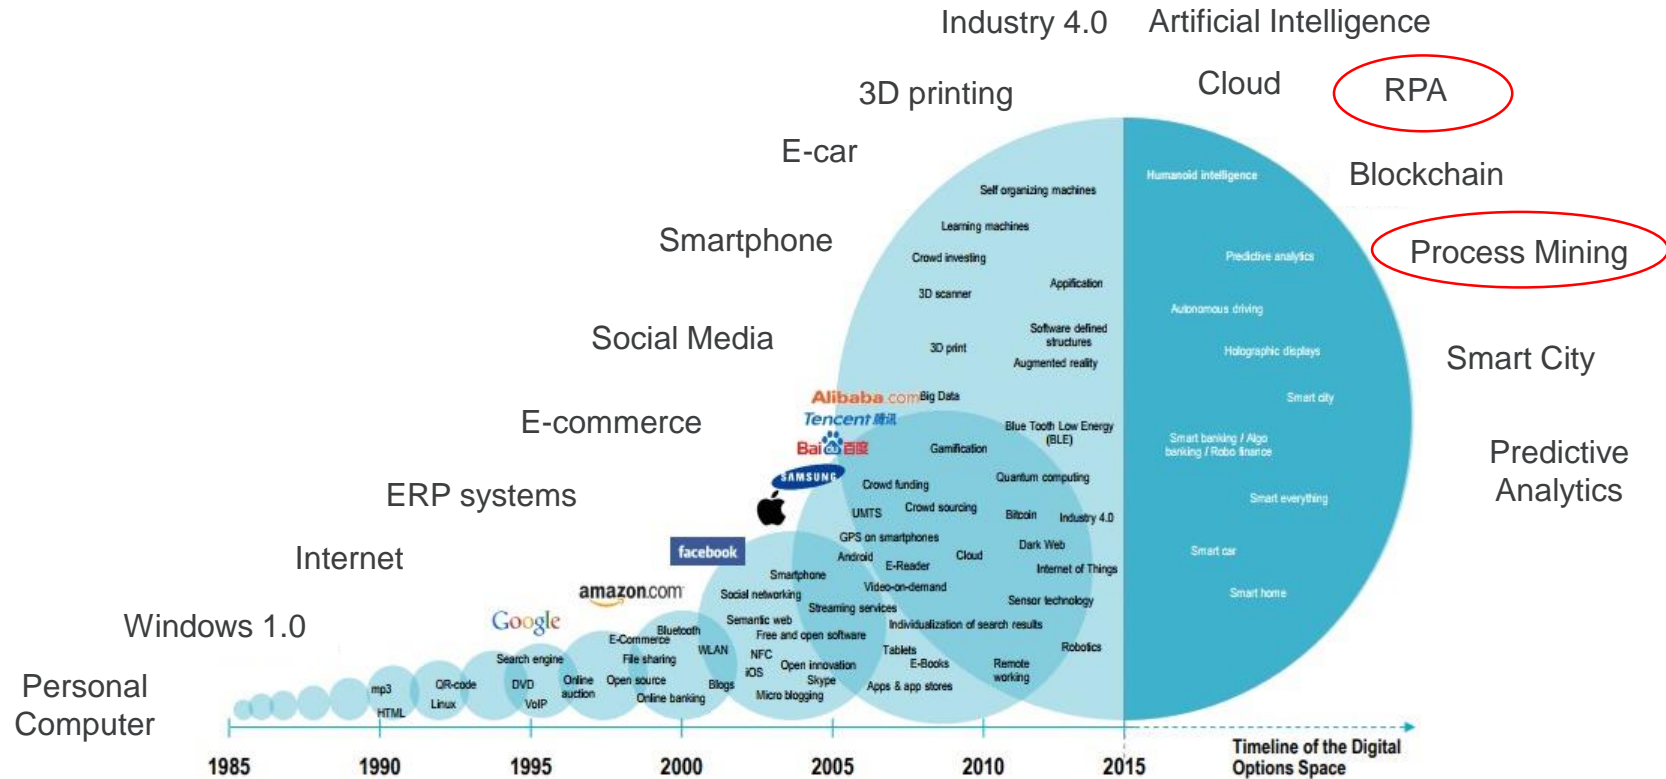 Industry 4.0
Artificial Intelligence
3D printing
Cloud
RPA
E-car
Blockchain
Humanoid intelligence
Self organizing machines
Learning machines
Smartphone
Process Mining
Crowd investing
Predictive analytics
Appification
3D scanner
Autonomous driving
Social Media
Software defined
structures
3D print
Augmented reality
Holographic displays
Smart City
Alibaba.com
Big Data
Smart city
E-commerce
Tencent 腾讯
Bai du 百度
Blue Tooth Low Energy
(BLE)
Gamification
Smart banking / Algo
banking / Robo finance
Predictive
Analytics
SAMSUNG
Crowd funding
Quantum computing
ERP systems
UMTS
Crowd sourcing
Bitcoin
Industry 4.0
Smart everything
GPS on smartphones
Dark Web
facebook
Android
Cloud
Smart car
Internet
E-Reader
Internet of Things
Smartphone
Video-on-demand
amazon.com
Social networking
Streaming services
Sensor technology
Smart home
Google
Windows 1.0
Semantic web
Bluetooth
Free and open software
Individualization of search results
E-Commerce
WLAN
NFC
Tablets
Robotics
Search engine
File sharing
iOS
Open innovation
E-Books
Remote
working
Personal
Computer
mp3
QR-code
DVD
Online
auction
Open source
Blogs
Skype
Apps & app stores
HTML
Linux
VoIP
Online banking
Micro blogging
1985
1990
1995
2000
2005
2010
2015
Timeline of the Digital
Options Space